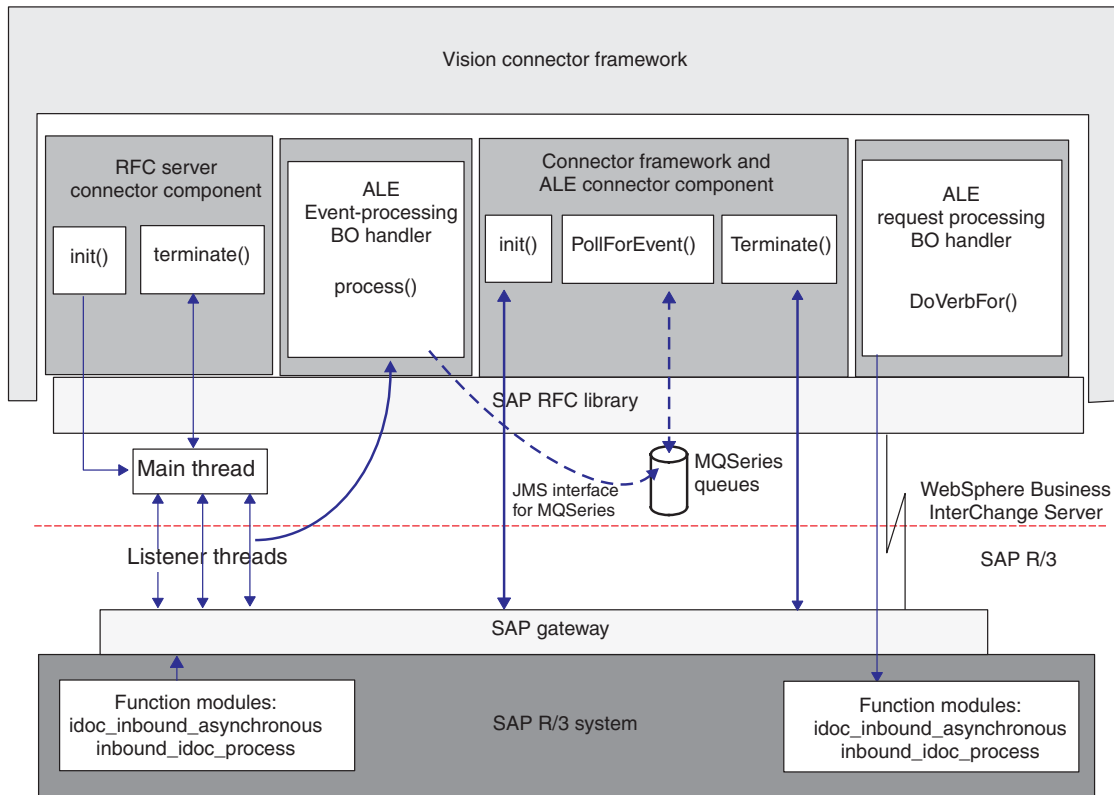 Vision connector framework
RFC server
connector component
init()
terminate()
ALE
Event-processing
BO handler
process()
Connector framework and
ALE connector component
init()
PollForEvent()
Terminate()
ALE
request processing
BO handler
DoVerbFor()
SAP RFC library
Main thread
JMS interface
for MQSeries
MQSeries
queues
WebSphere Business
InterChange Server
Listener threads
SAP R/3
SAP gateway
Function modules:
idoc_inbound_asynchronous
inbound_idoc_process
SAP R/3 system
Function modules:
idoc_inbound_asynchronous
inbound_idoc_process